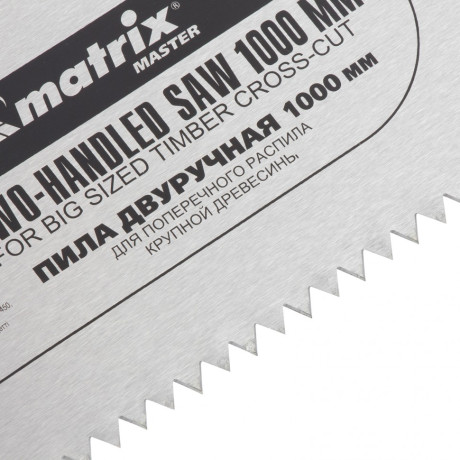 matrix®
MASTER
WO-HANDLED SAW 1000 MM
FOR BIG SIZED TIMBER CROSS-CUT
ПИЛА ДВУРУЧНАЯ 1000 мм
ДЛЯ ПОПЕРЕЧНОГО РАСПИЛА
КРУПНОЙ ДРЕВЕСИНЫ